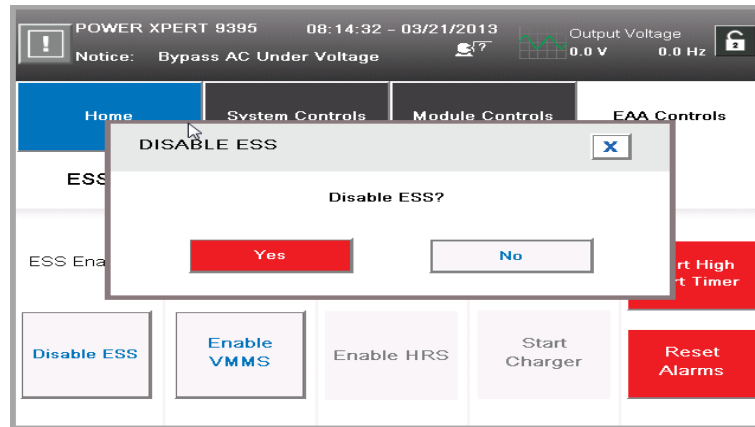 POWER XPERT 9395 08:14:32 - 03/21/2013 Output Voltage
Notice: Bypass AC Under Voltage 0.0 V 0.0 Hz 2
Home System Controls Module Controls EAA Controls
DISABLE ESS X
ESS
Disable ESS?
Yes No
ESS Ena
rt High
rt Timer
Disable ESS
Enable
VMMS
Enable HRS
Start
Charger
Reset
Alarms